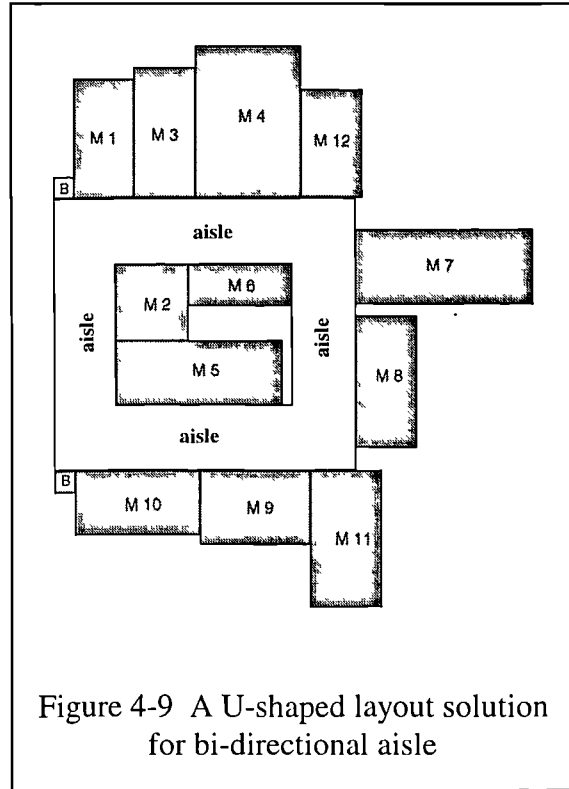 M 4
M 3
M 1
M 12
B
aisle
M 7
M 6
M 2
aisle
aisle
M 8
M 5
aisle
B
M 10
M 9
M 11
Figure 4-9 A U-shaped layout solution
for bi-directional aisle